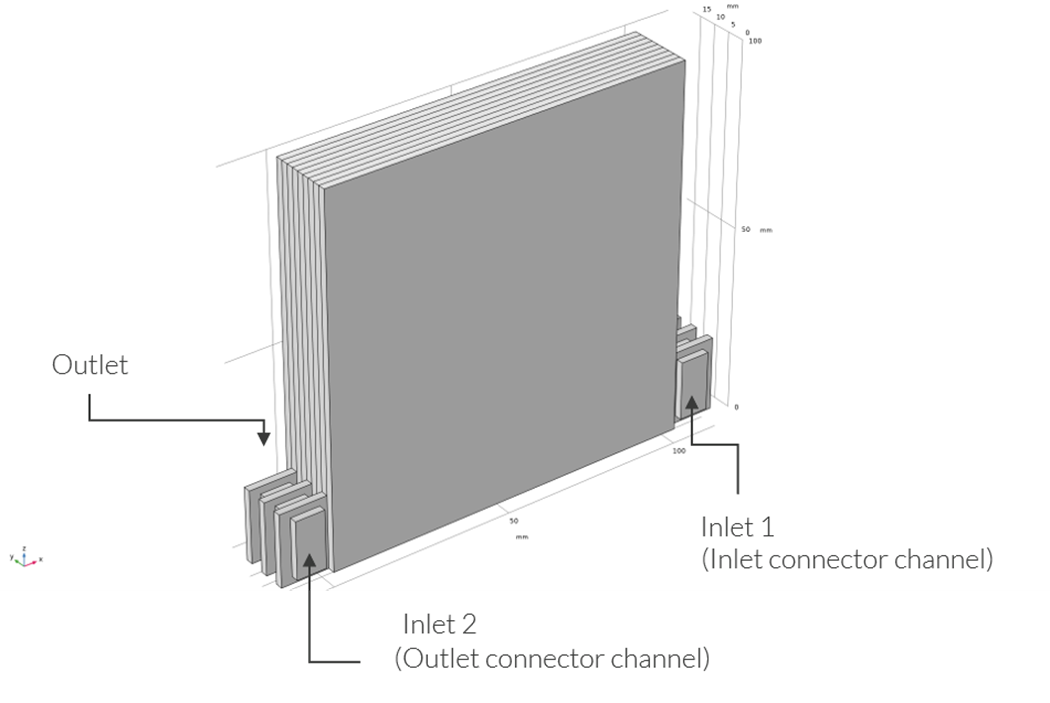 15 mm
10
5
0
100
50 mm
Outlet
0
100
50
mm
Inlet 1
(Inlet connector channel)
z
y x
Inlet 2
(Outlet connector channel)